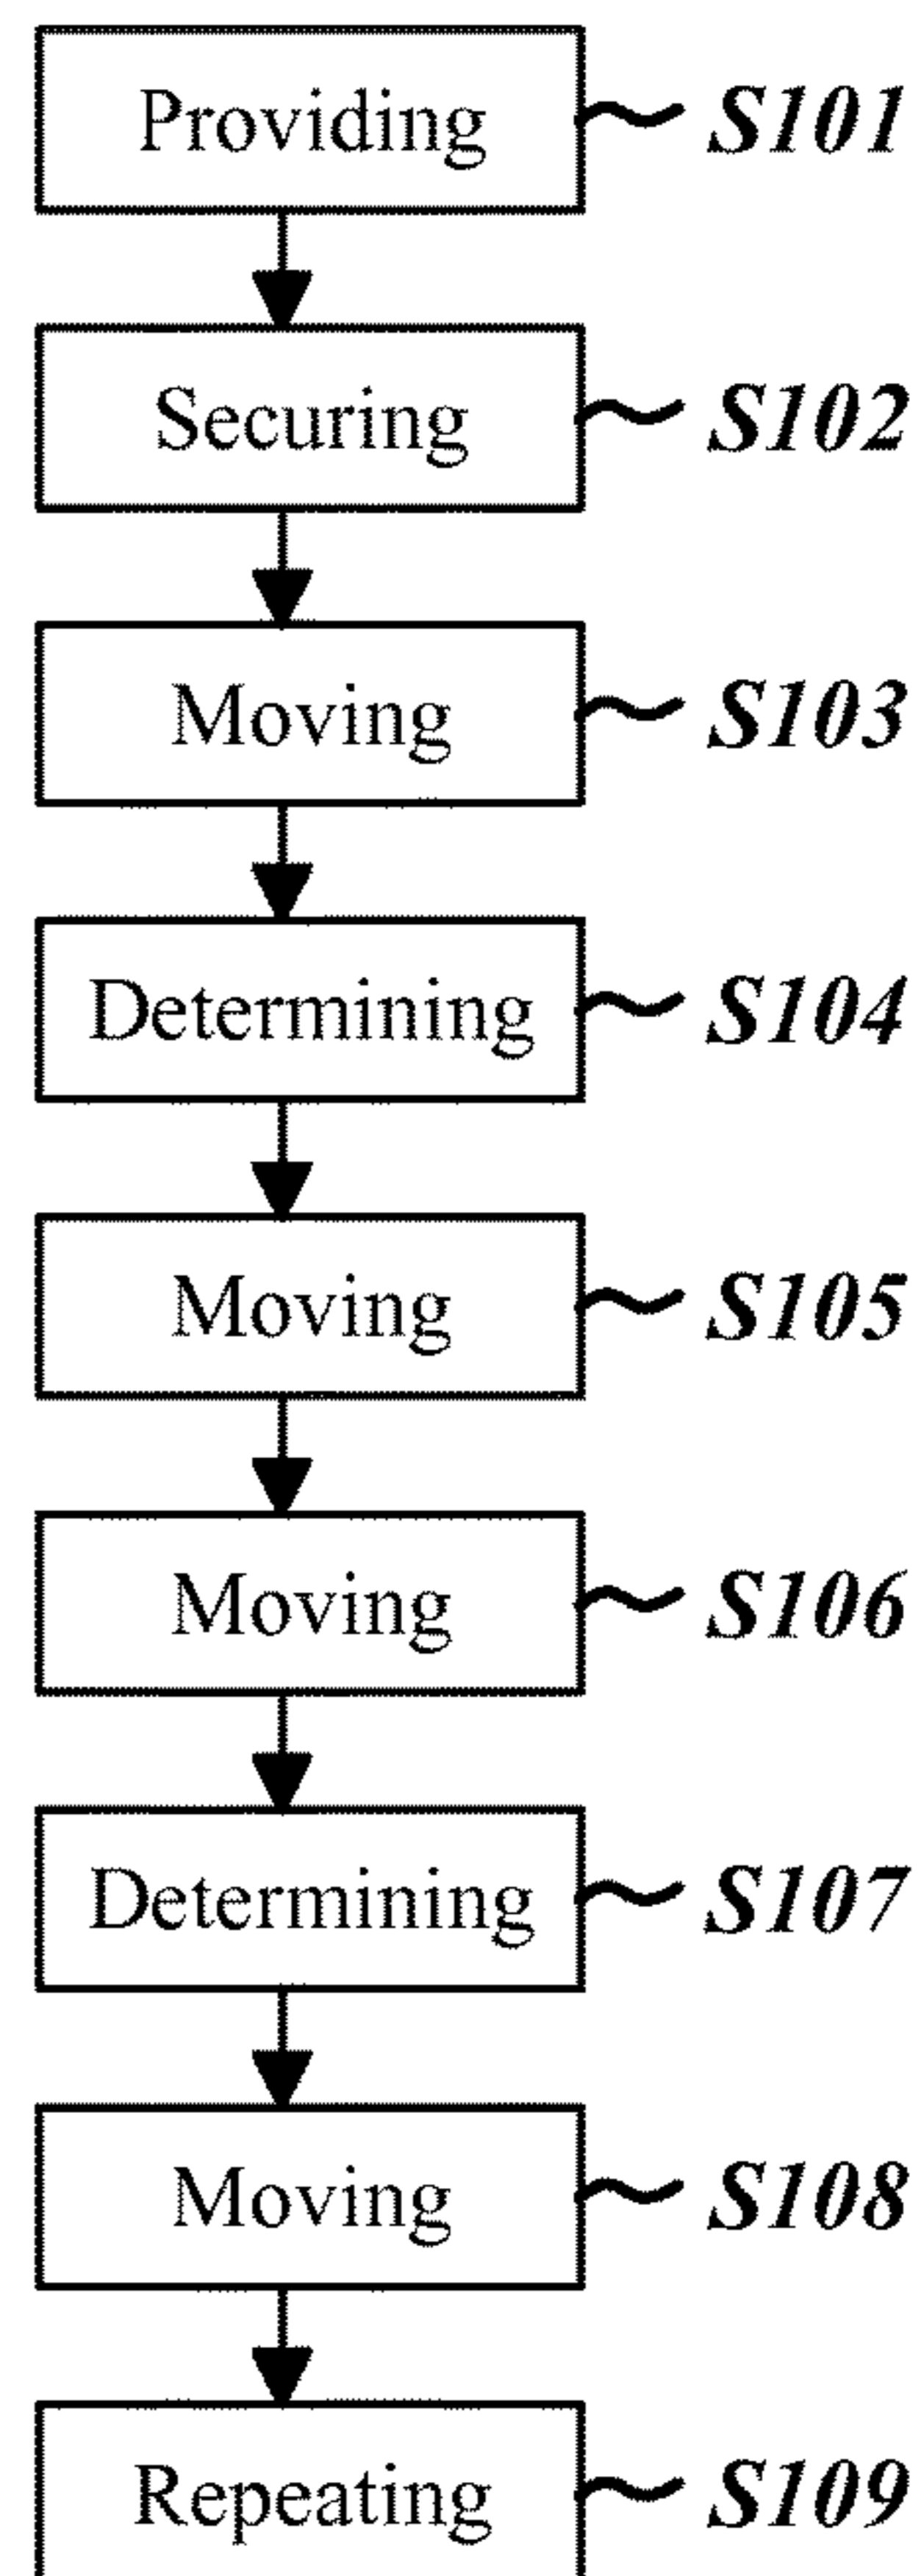 Providing S101
Securing S102
Moving S103
Determining S104
Moving S105
Moving S106
Determining S107
Moving S108
Repeating S109